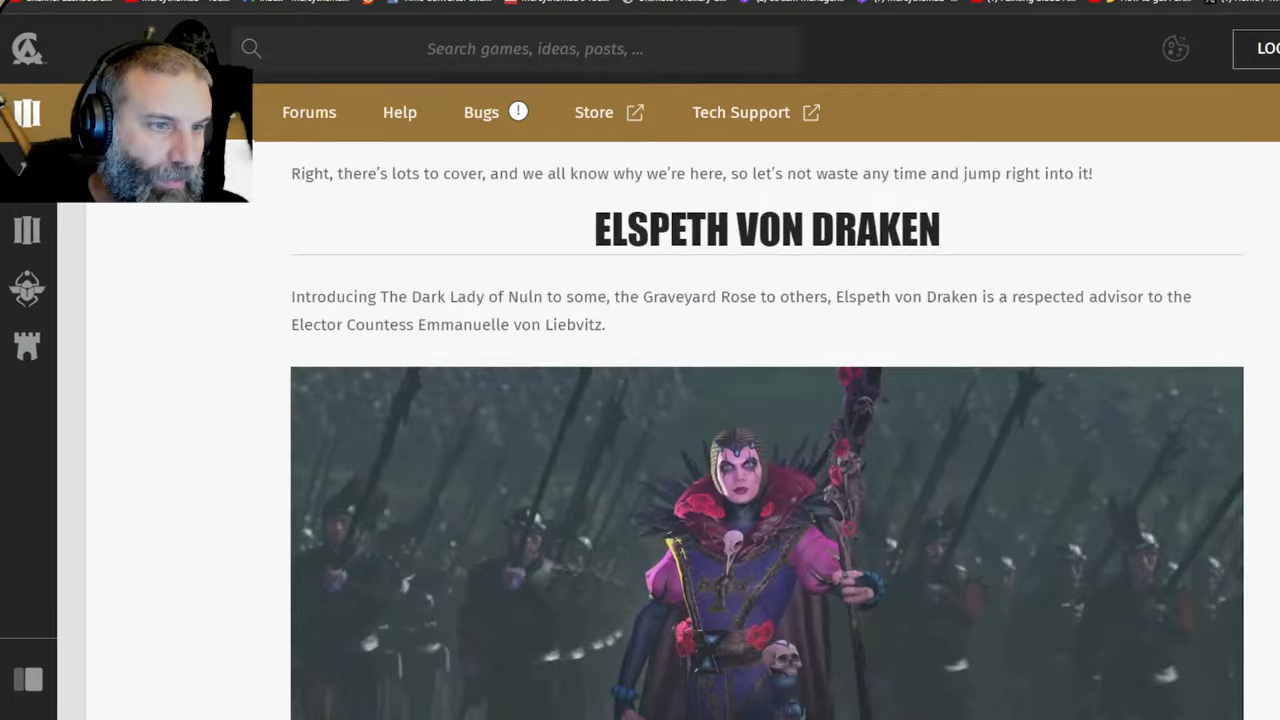 Search games, ideas, posts, ...
Forums Help Bugs ! Store Tech Support
Right, there's lots to cover, and we all know why we're here, so let's not waste any time and jump right into it!
ELSPETH VON DRAKEN
Introducing The Dark Lady of Nuln to some, the Graveyard Rose to others, Elspeth von Draken is a respected advisor to the
Elector Countess Emmanuelle von Liebvitz.